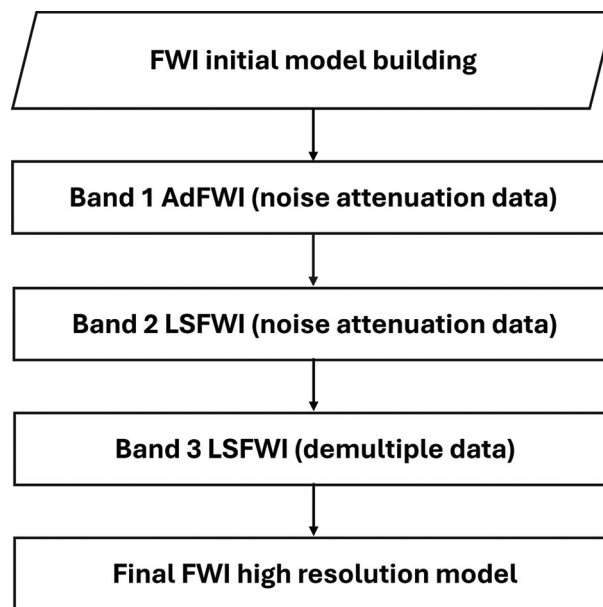 FWI initial model building
Band 1 AdFWI (noise attenuation data)
Band 2 LSFWI (noise attenuation data)
Band 3 LSFWI (demultiple data)
Final FWI high resolution model